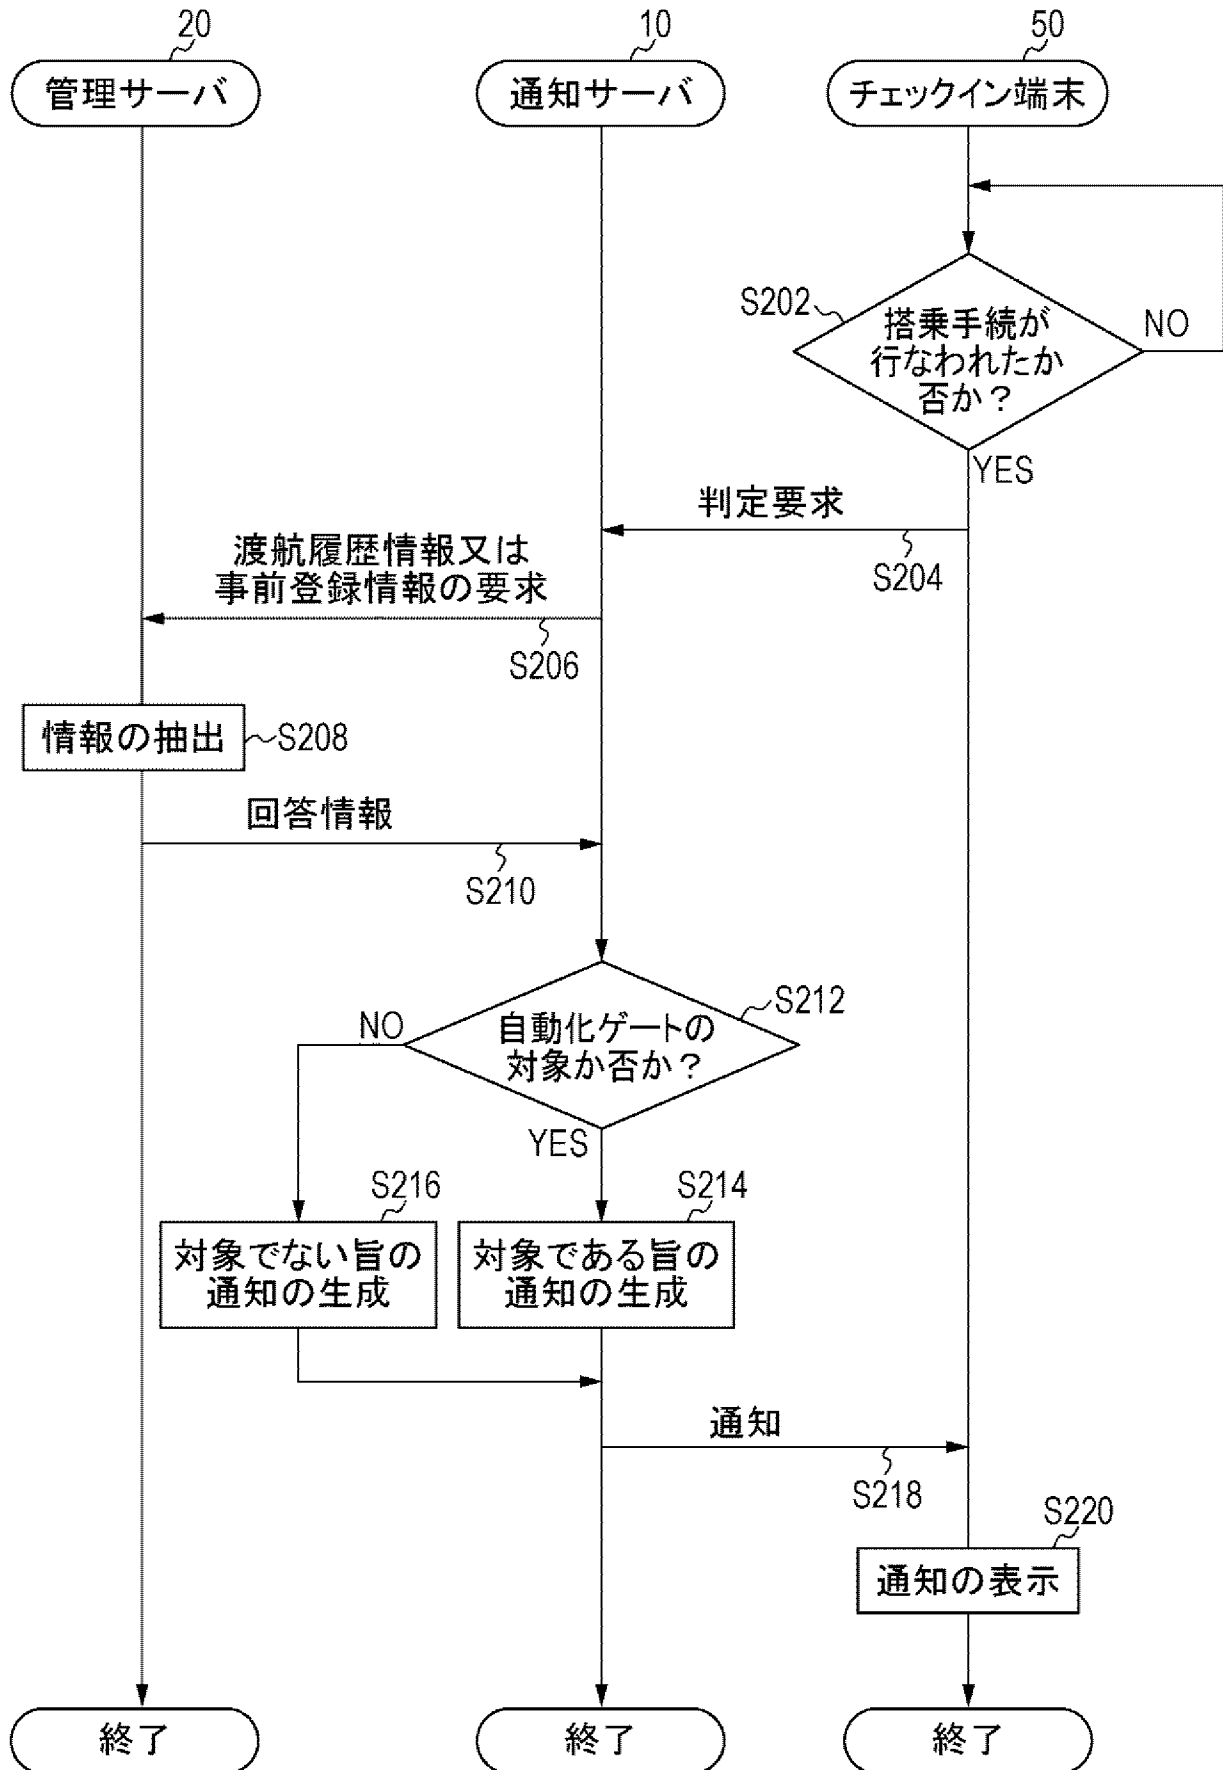 20
10
50
管理サーバ
通知サーバ
チェックイン端末
S202
搭乗手続が
行なわれたか
否か?
NO
YES
判定要求
S204
渡航履歴情報又は
事前登録情報の要求
S206
情報の抽出
S208
回答情報
S210
S212
自動化ゲートの
対象か否か?
NO
YES
S216
対象でない旨の
通知の生成
S214
対象である旨の
通知の生成
通知
S218
S220
通知の表示
終了
終了
終了